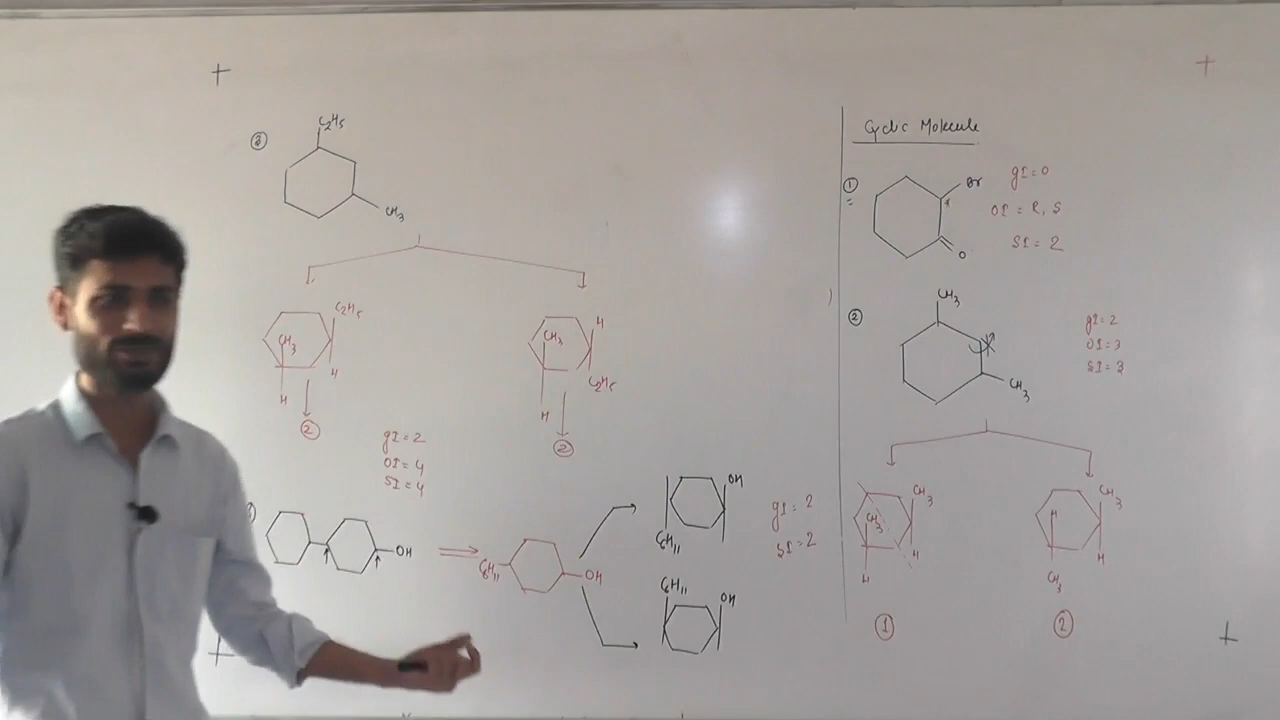 Cyclic Molecule
①
Br
*
O
GI = 0
OI = R, S
SI = 2
②
CH3
CH3
GI = 2
OI = 3
SI = 3
CH3
CH3
H
H
①
CH3
H
H
CH3
②
③
C2H5
CH3
C2H5
CH3
H
H
②
H
CH3
C2H5
H
②
GI = 2
OI = 4
SI = 4
OH
C6H11
OH
OH
C6H11
C6H11
OH
GI = 2
SI = 2